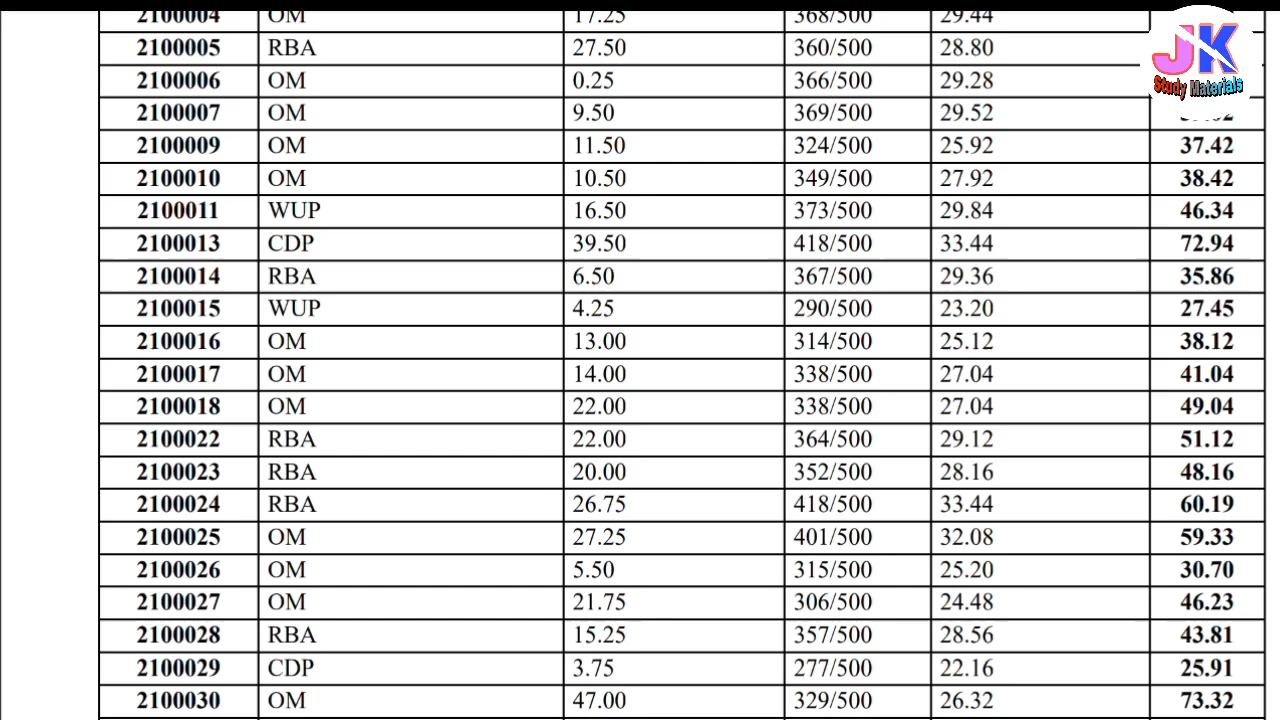 2100004 OM 17.25 368/500 29.44
JK
Study Materials
2100005 RBA 27.50 360/500 28.80
2100006 OM 0.25 366/500 29.28
2100007 OM 9.50 369/500 29.52
2100009 OM 11.50 324/500 25.92 37.42
2100010 OM 10.50 349/500 27.92 38.42
2100011 WUP 16.50 373/500 29.84 46.34
2100013 CDP 39.50 418/500 33.44 72.94
2100014 RBA 6.50 367/500 29.36 35.86
2100015 WUP 4.25 290/500 23.20 27.45
2100016 OM 13.00 314/500 25.12 38.12
2100017 OM 14.00 338/500 27.04 41.04
2100018 OM 22.00 338/500 27.04 49.04
2100022 RBA 22.00 364/500 29.12 51.12
2100023 RBA 20.00 352/500 28.16 48.16
2100024 RBA 26.75 418/500 33.44 60.19
2100025 OM 27.25 401/500 32.08 59.33
2100026 OM 5.50 315/500 25.20 30.70
2100027 OM 21.75 306/500 24.48 46.23
2100028 RBA 15.25 357/500 28.56 43.81
2100029 CDP 3.75 277/500 22.16 25.91
2100030 OM 47.00 329/500 26.32 73.32